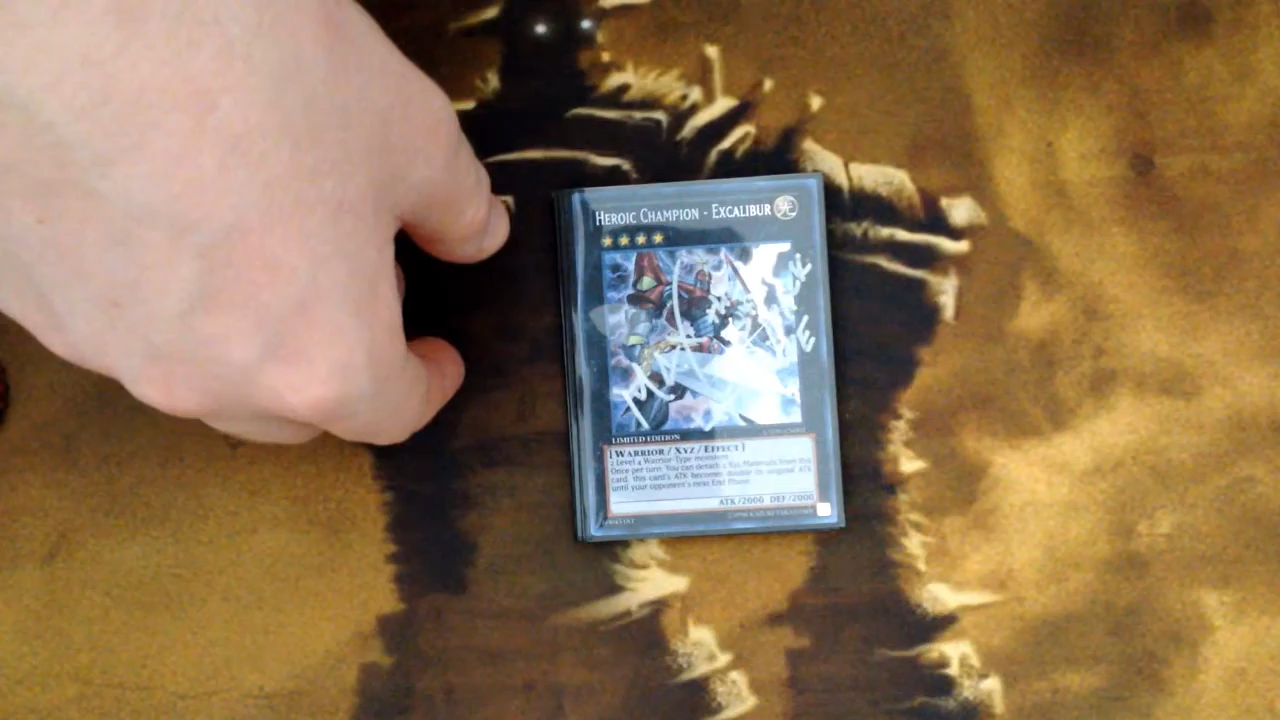 HEROIC CHAMPION - EXCALIBUR 光
LIMITED EDITION
[WARRIOR / XYZ / EFFECT]
2 Level 4 Warrior-Type monsters
Once per turn: You can detach 2 Xyz Materials from this
card; this card's ATK becomes double its original ATK
until your opponent's next End Phase.
ATK/2000 DEF/2000